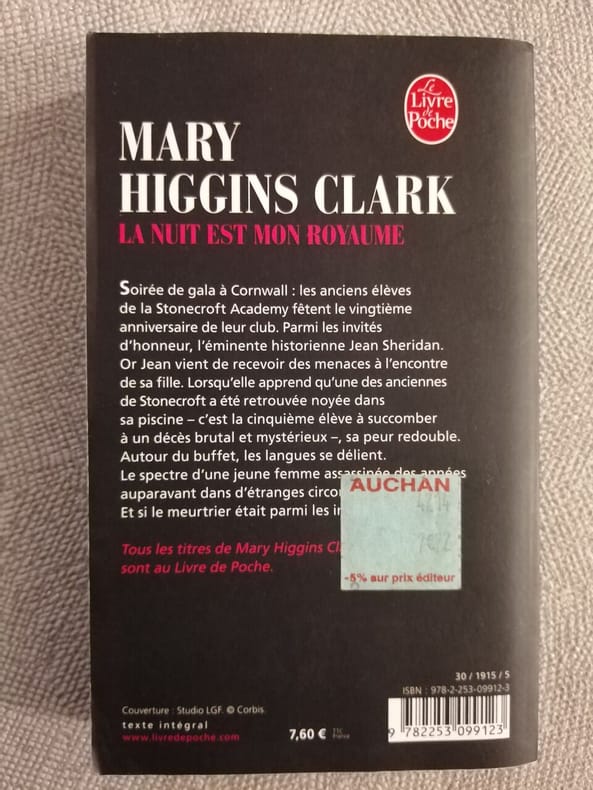 Le
Livre
de
Poche
MARY
HIGGINS CLARK
LA NUIT EST MON ROYAUME
Soirée de gala à Cornwall : les anciens élèves
de la Stonecroft Academy fêtent le vingtième
anniversaire de leur club. Parmi les invités
d'honneur, l'éminente historienne Jean Sheridan.
Or Jean vient de recevoir des menaces à l'encontre
de sa fille. Lorsqu'elle apprend qu'une des anciennes
de Stonecroft a été retrouvée noyée dans
sa piscine – c'est la cinquième élève à succomber
à un décès brutal et mystérieux –, sa peur redouble.
Autour du buffet, les langues se délient.
Le spectre d'une jeune femme assassinée des années
auparavant dans d'étranges
Et si le meurtrier était parmi les
AUCHAN
-5% sur prix éditeur
Tous les titres de Mary Higgins
sont au Livre de Poche.
30 / 1915 / 5
ISBN : 978-2-253-09912-3
Couverture : Studio LGF. © Corbis.
texte intégral
www.livredepoche.com
7,60 €
France
9 782253 099123